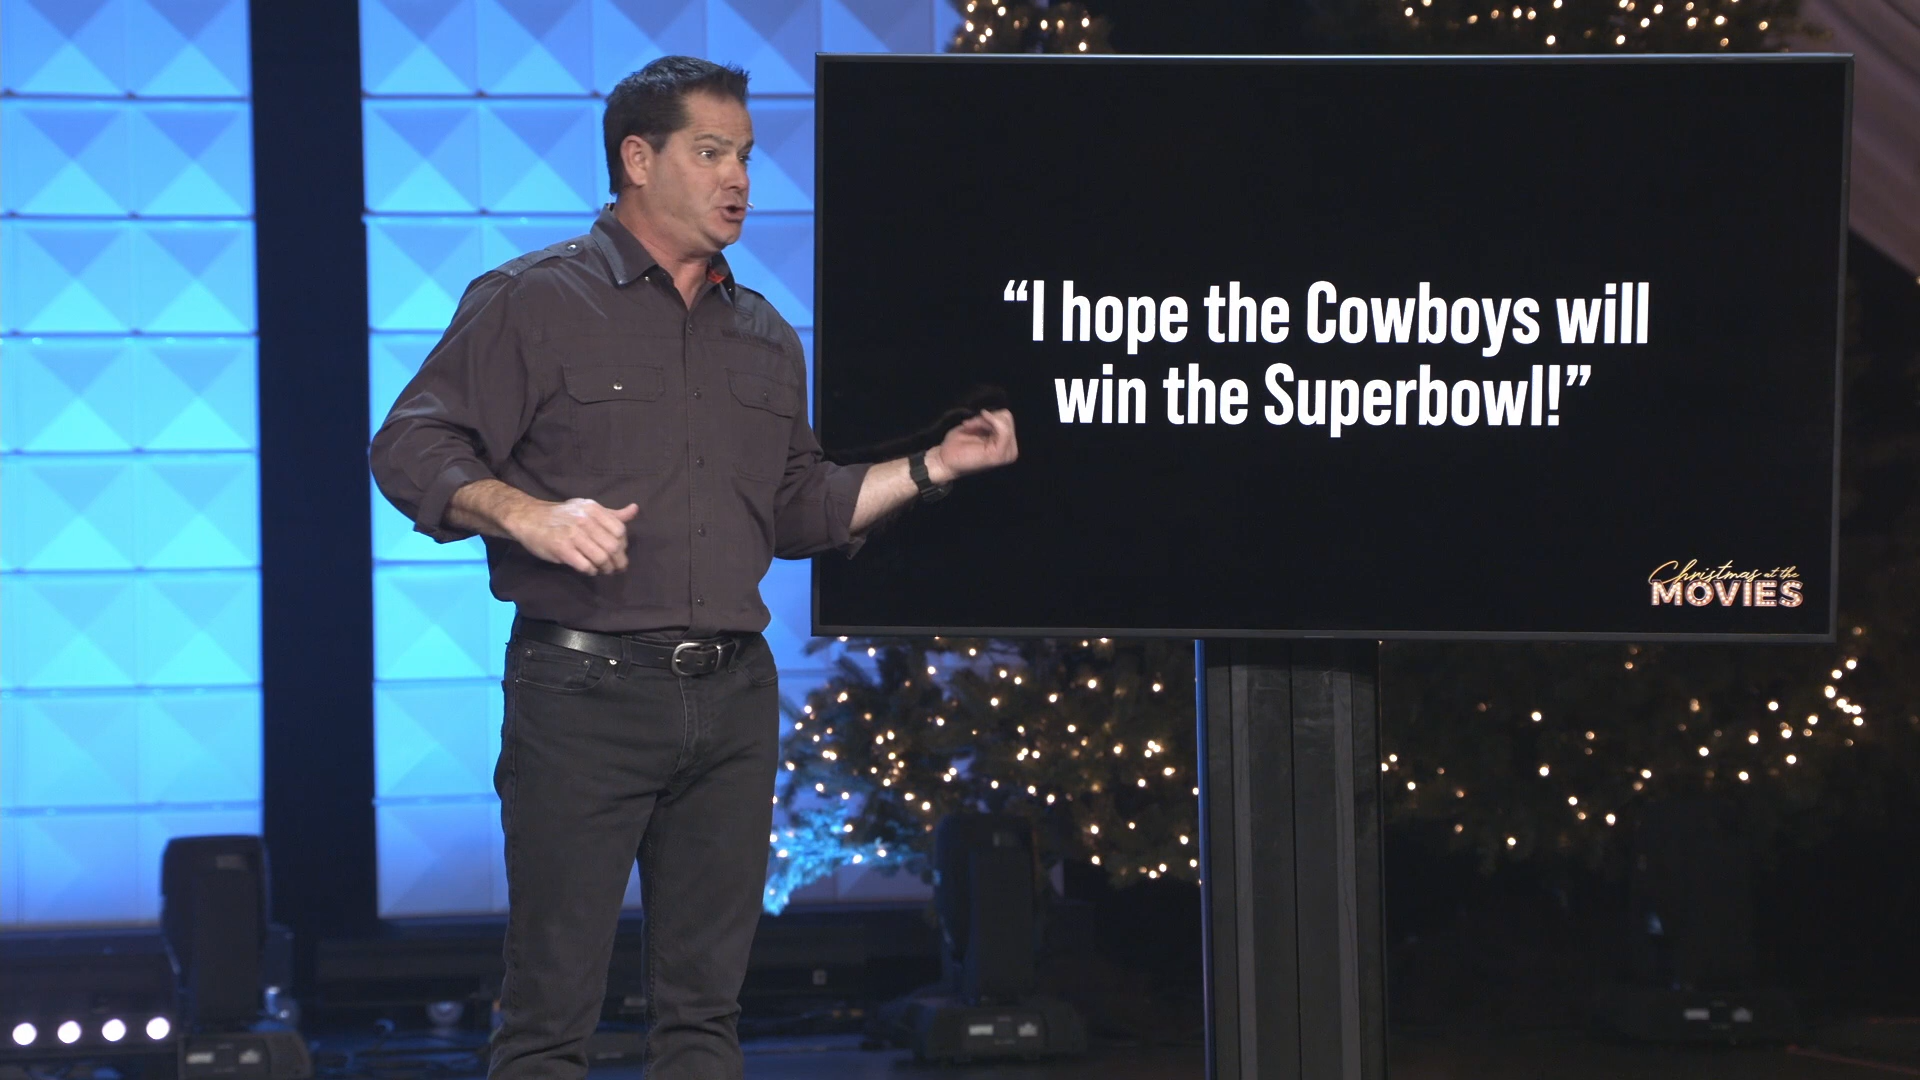 “I hope the Cowboys will
win the Superbowl!”
Christmas at the
MOVIES